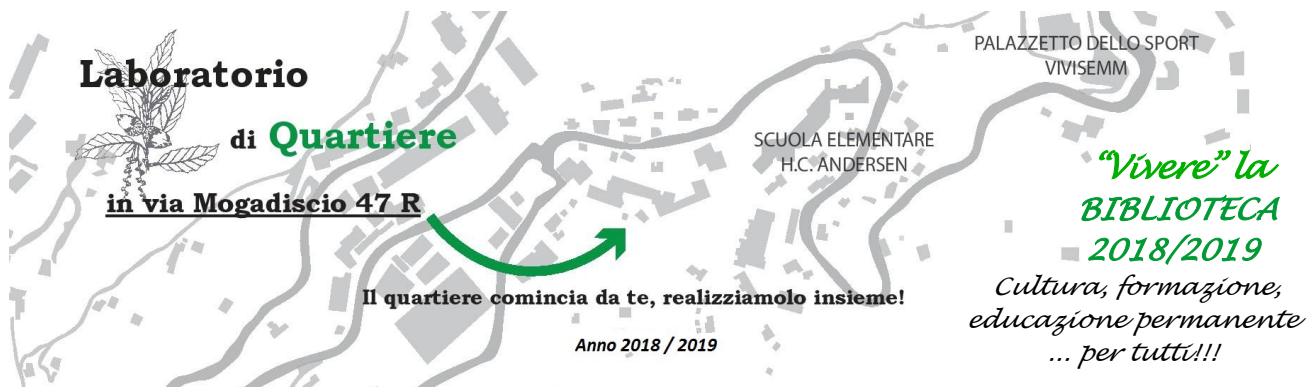 Laboratorio
di Quartiere
in via Mogadiscio 47 R
Il quartiere comincia da te, realizziamolo insieme!
Anno 2018 / 2019
SCUOLA ELEMENTARE
H.C. ANDERSEN
PALAZZETTO DELLO SPORT
VIVISEMM
“Vivere” la
BIBLIOTECA
2018/2019
Cultura, formazione,
educazione permanente
... per tutti!!!